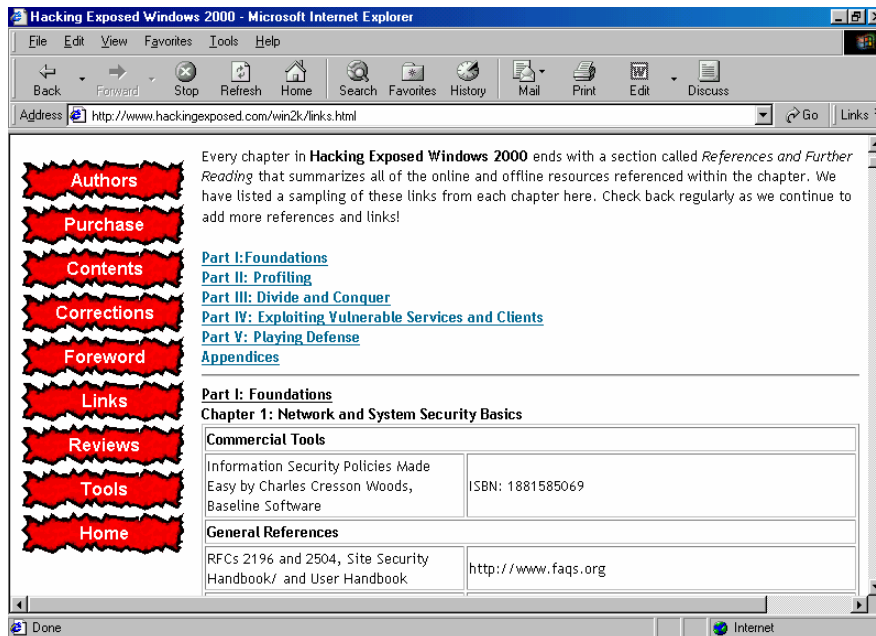 Hacking Exposed Windows 2000 - Microsoft Internet Explorer
File Edit View Favorites Tools Help
Back Forward Stop Refresh Home Search Favorites History Mail Print Edit Discuss
Address http://www.hackingexposed.com/win2k/links.html Go Links
Authors
Purchase
Contents
Corrections
Foreword
Links
Reviews
Tools
Home
Every chapter in Hacking Exposed Windows 2000 ends with a section called References and Further
Reading that summarizes all of the online and offline resources referenced within the chapter. We
have listed a sampling of these links from each chapter here. Check back regularly as we continue to
add more references and links!
Part I:Foundations
Part II: Profiling
Part III: Divide and Conquer
Part IV: Exploiting Vulnerable Services and Clients
Part V: Playing Defense
Appendices
Part I: Foundations
Chapter 1: Network and System Security Basics
Commercial Tools
Information Security Policies Made
Easy by Charles Cresson Woods,
Baseline Software
ISBN: 1881585069
General References
RFCs 2196 and 2504, Site Security
Handbook/ and User Handbook
http://www.faqs.org
Done Internet